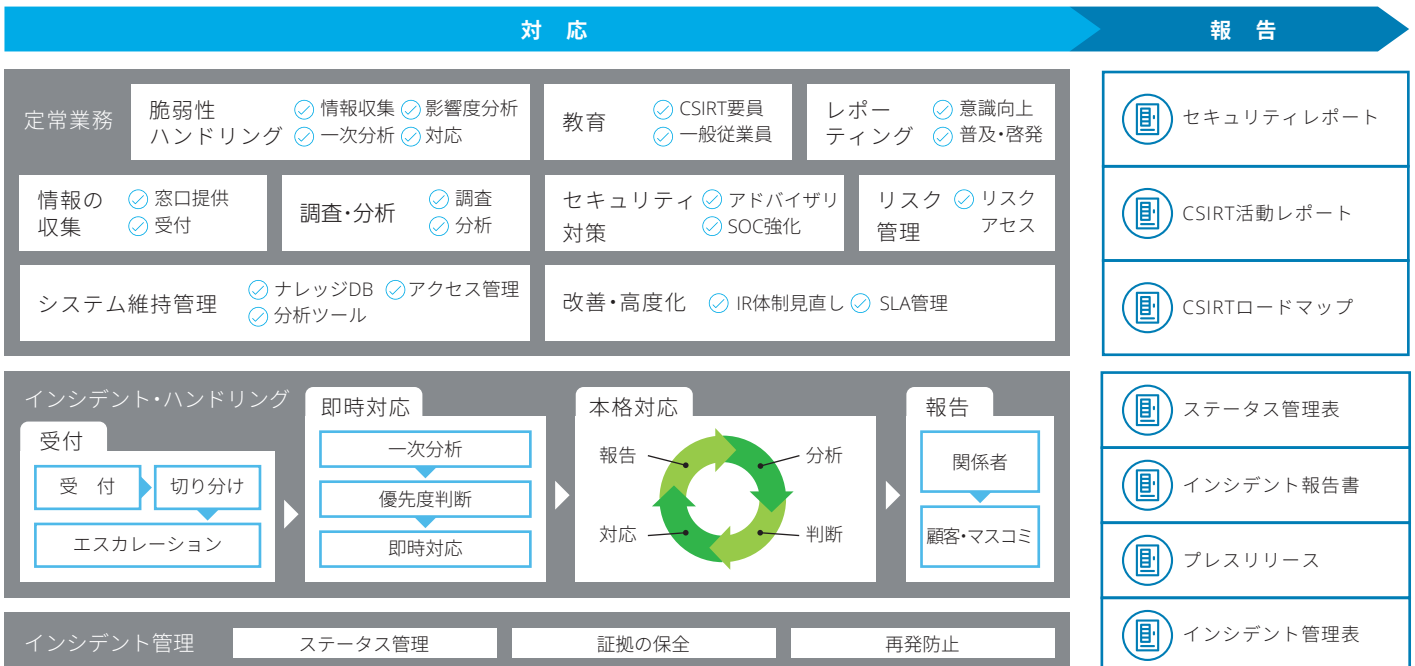 対 応
報 告
定常業務
脆弱性
ハンドリング
情報収集
影響度分析
一次分析
対応
教育
CSIRT要員
一般従業員
レポー
ティング
意識向上
普及・啓発
情報の
収集
窓口提供
受付
調査・分析
調査
分析
セキュリティ
対策
アドバイザリ
SOC強化
リスク
管理
リスク
アセス
システム維持管理
ナレッジDB
アクセス管理
分析ツール
改善・高度化
IR体制見直し
SLA管理
セキュリティレポート
CSIRT活動レポート
CSIRTロードマップ
インシデント・ハンドリング
受付
受 付
切り分け
エスカレーション
即時対応
一次分析
優先度判断
即時対応
本格対応
報告
分析
対応
判断
報告
関係者
顧客・マスコミ
ステータス管理表
インシデント報告書
プレスリリース
インシデント管理表
インシデント管理
ステータス管理
証拠の保全
再発防止